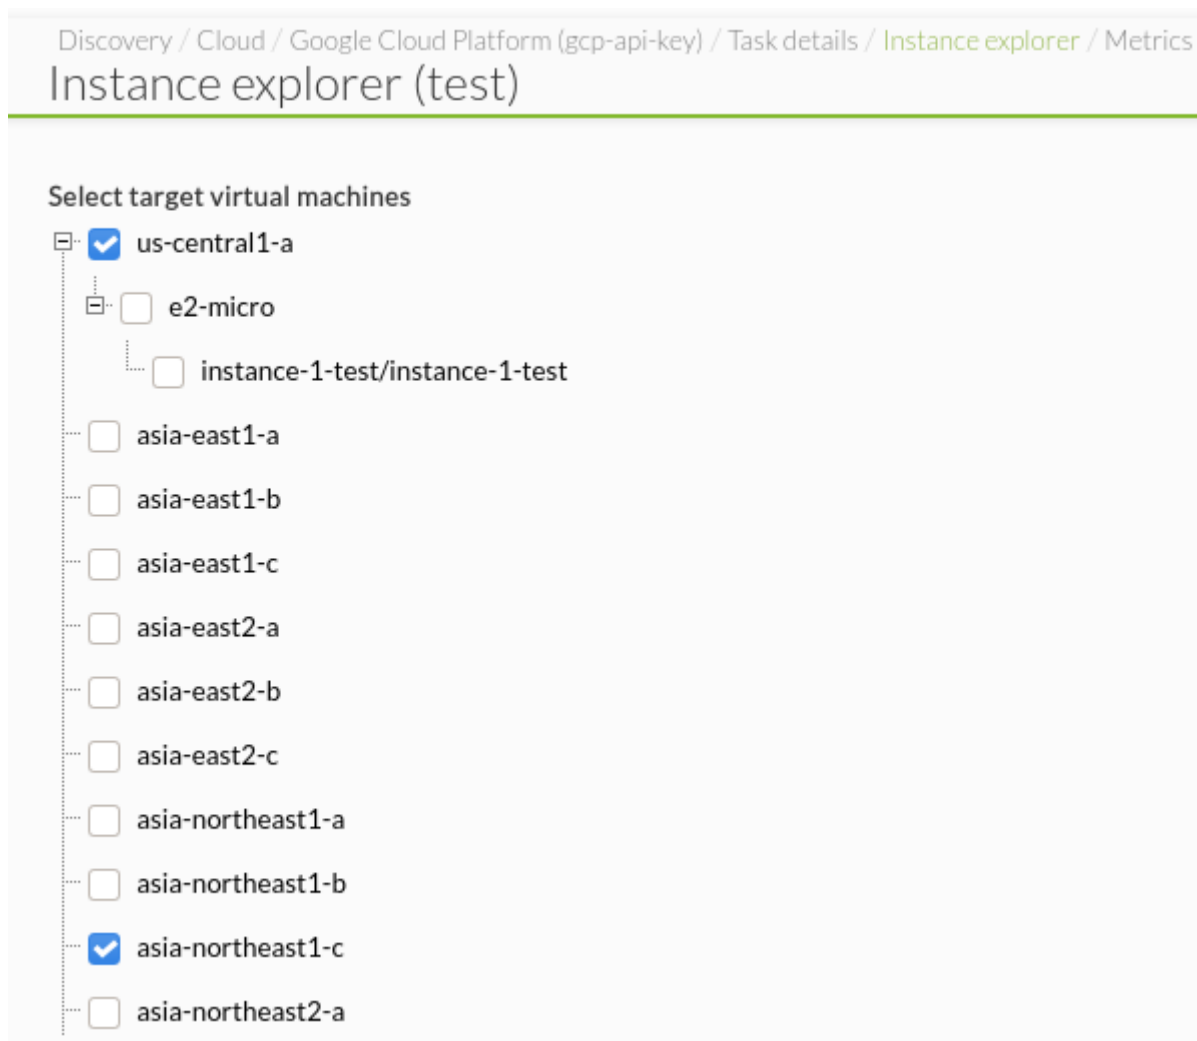 Discovery / Cloud / Google Cloud Platform (gcp-api-key) / Task details / Instance explorer / Metrics
Instance explorer (test)
Select target virtual machines
us-central1-a
e2-micro
instance-1-test/instance-1-test
asia-east1-a
asia-east1-b
asia-east1-c
asia-east2-a
asia-east2-b
asia-east2-c
asia-northeast1-a
asia-northeast1-b
asia-northeast1-c
asia-northeast2-a